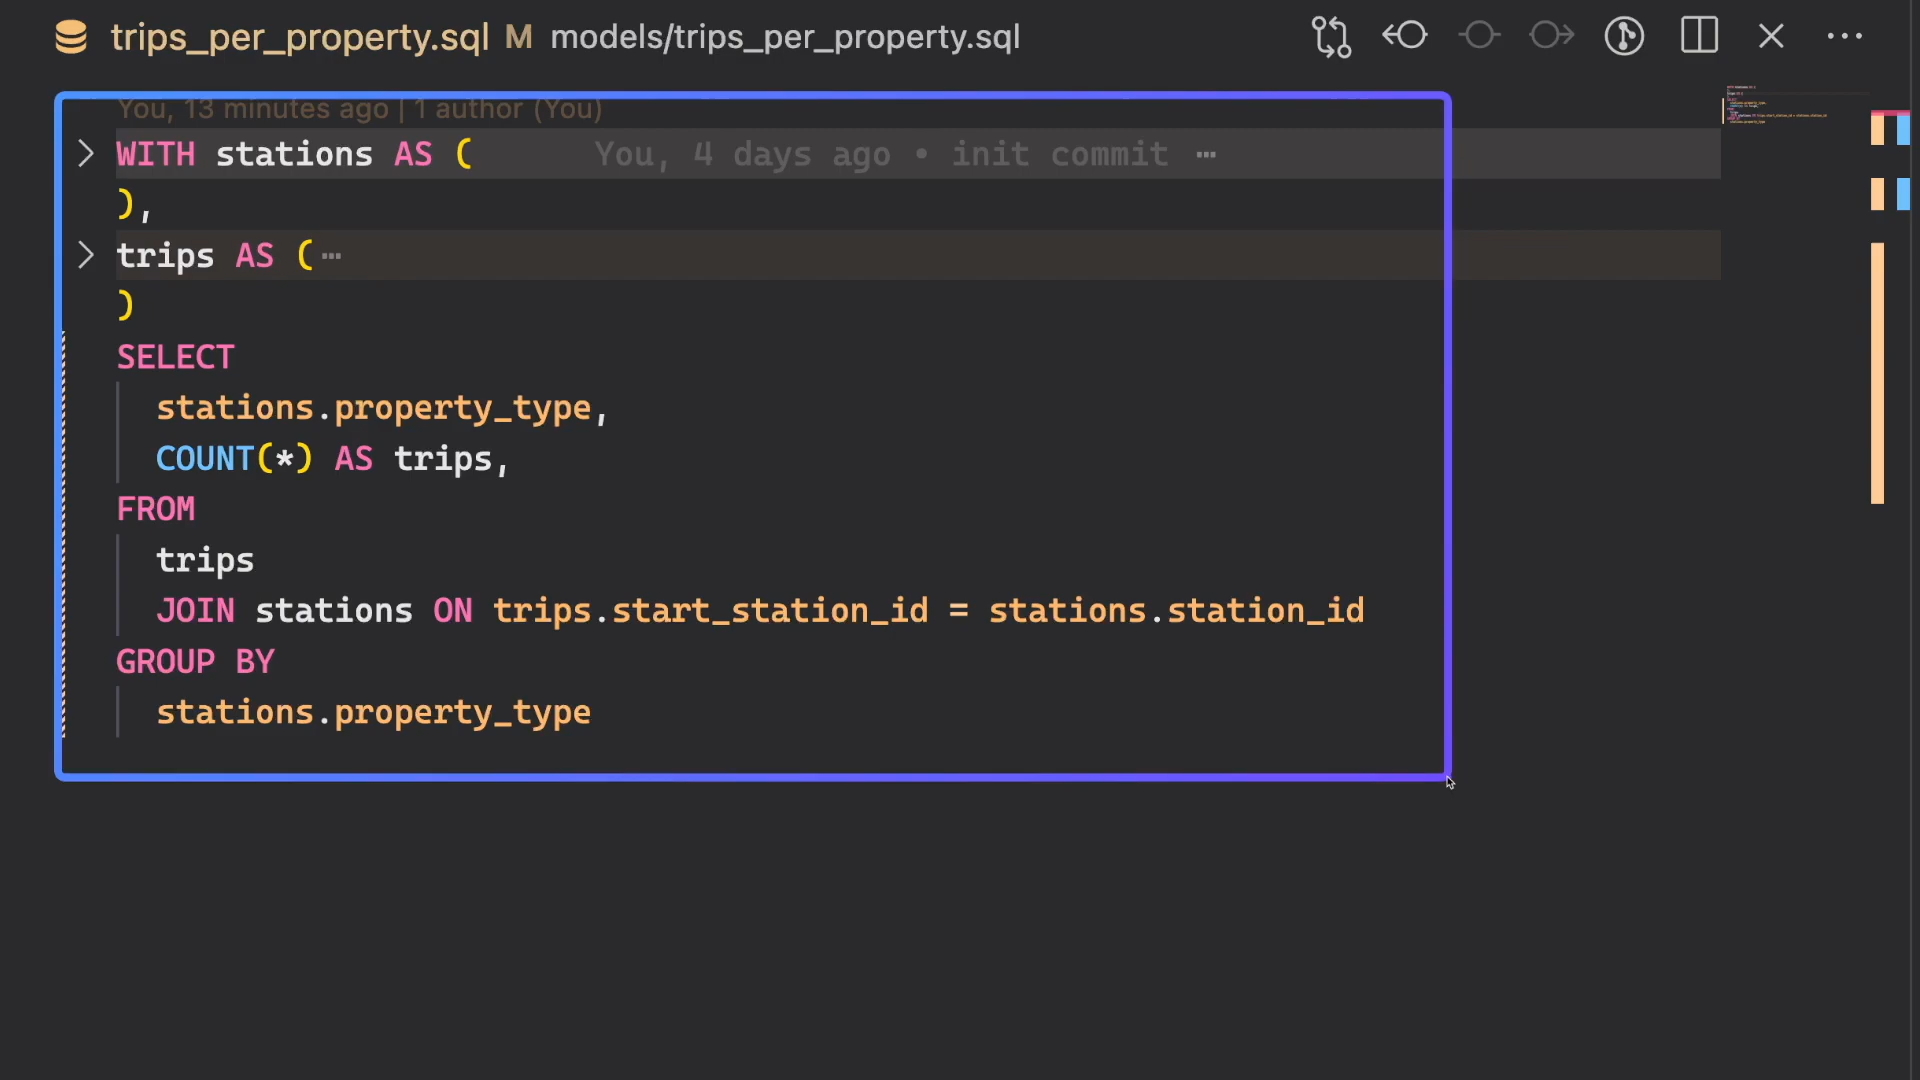 trips_per_property.sql M models/trips_per_property.sql
You, 13 minutes ago | 1 author (You)
WITH stations AS ( You, 4 days ago • init commit ⋯
),
trips AS (⋯
)
SELECT
stations.property_type,
COUNT(*) AS trips,
FROM
trips
JOIN stations ON trips.start_station_id = stations.station_id
GROUP BY
stations.property_type